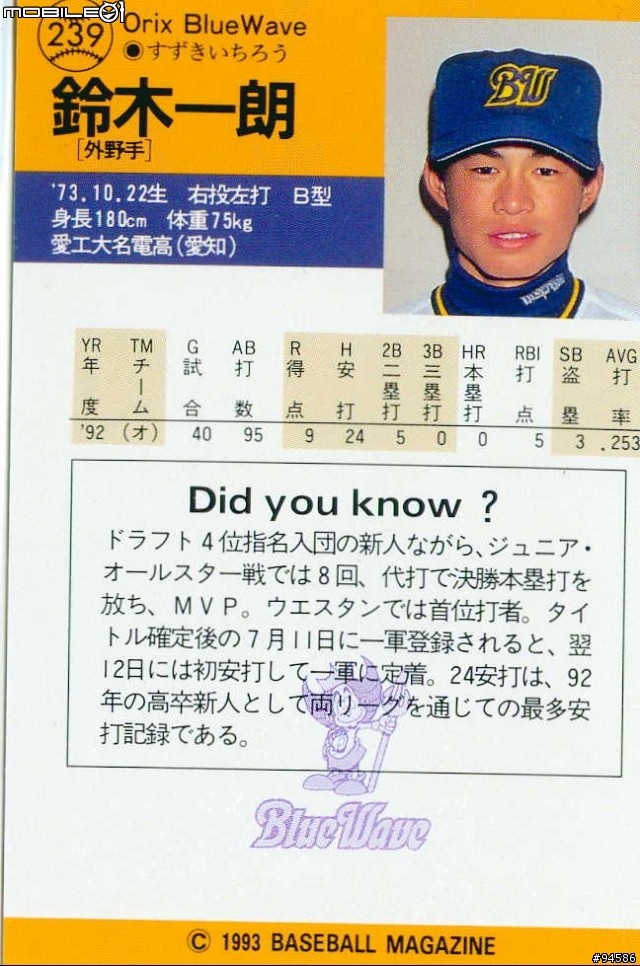 MOBILE01
239
Orix BlueWave
●すずきいちろう
鈴木一朗
[外野手]
BW
'73.10.22生 右投左打 B型
身長180cm 体重75kg
愛工大名電高(愛知)
YR TM G AB R H 2B 3B HR RBI SB AVG
年度 チーム 試合 打数 得点 安打 二塁打 三塁打 本塁打 打点 盗塁 打率
'92 (オ) 40 95 9 24 5 0 0 5 3 .253
Did you know ?
ドラフト4位指名入団の新人ながら、ジュニア・
オールスター戦では8回、代打で決勝本塁打を
放ち、MVP。ウエスタンでは首位打者。タイ
トル確定後の7月11日に一軍登録されると、翌
12日には初安打して一軍に定着。24安打は、92
年の高卒新人として両リーグを通じての最多安
打記録である。
BlueWave
© 1993 BASEBALL MAGAZINE
#94586